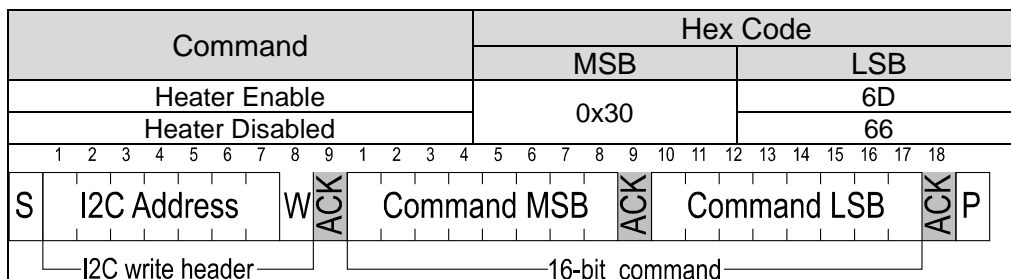 Command Hex Code
MSB LSB
Heater Enable 0x30 6D
Heater Disabled 66
1 2 3 4 5 6 7 8 9 1 2 3 4 5 6 7 8 9 10 11 12 13 14 15 16 17 18
S I2C Address W ACK Command MSB ACK Command LSB ACK P
I2C write header 16-bit command